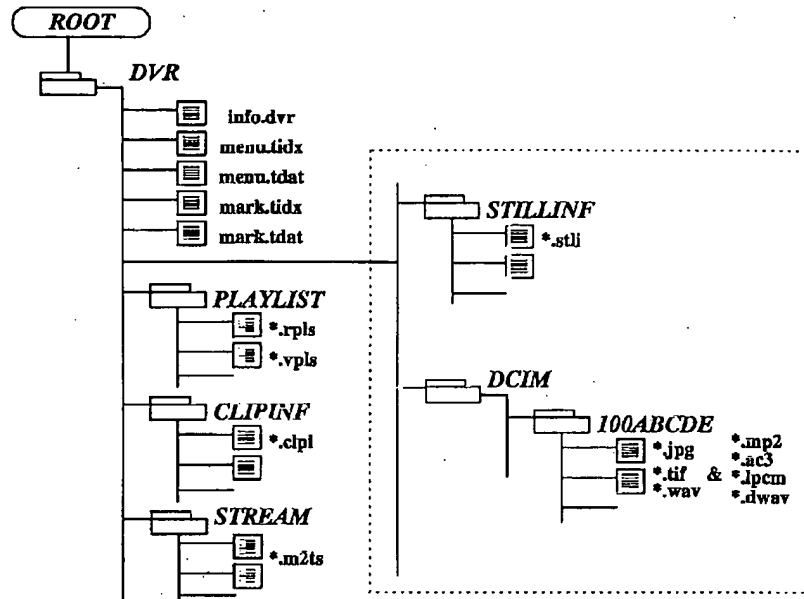 ROOT
DVR
info.dvr
menu.tidx
menu.tdat
mark.tidx
mark.tdat
PLAYLIST
*.rpls
*.vpls
CLIPINF
*.clpi
STREAM
*.m2ts
STILLINF
*.stli
DCIM
100ABCDE
*.jpg *.mp2
*.ac3
*.tif & *.lpcm
*.wav *.dwav